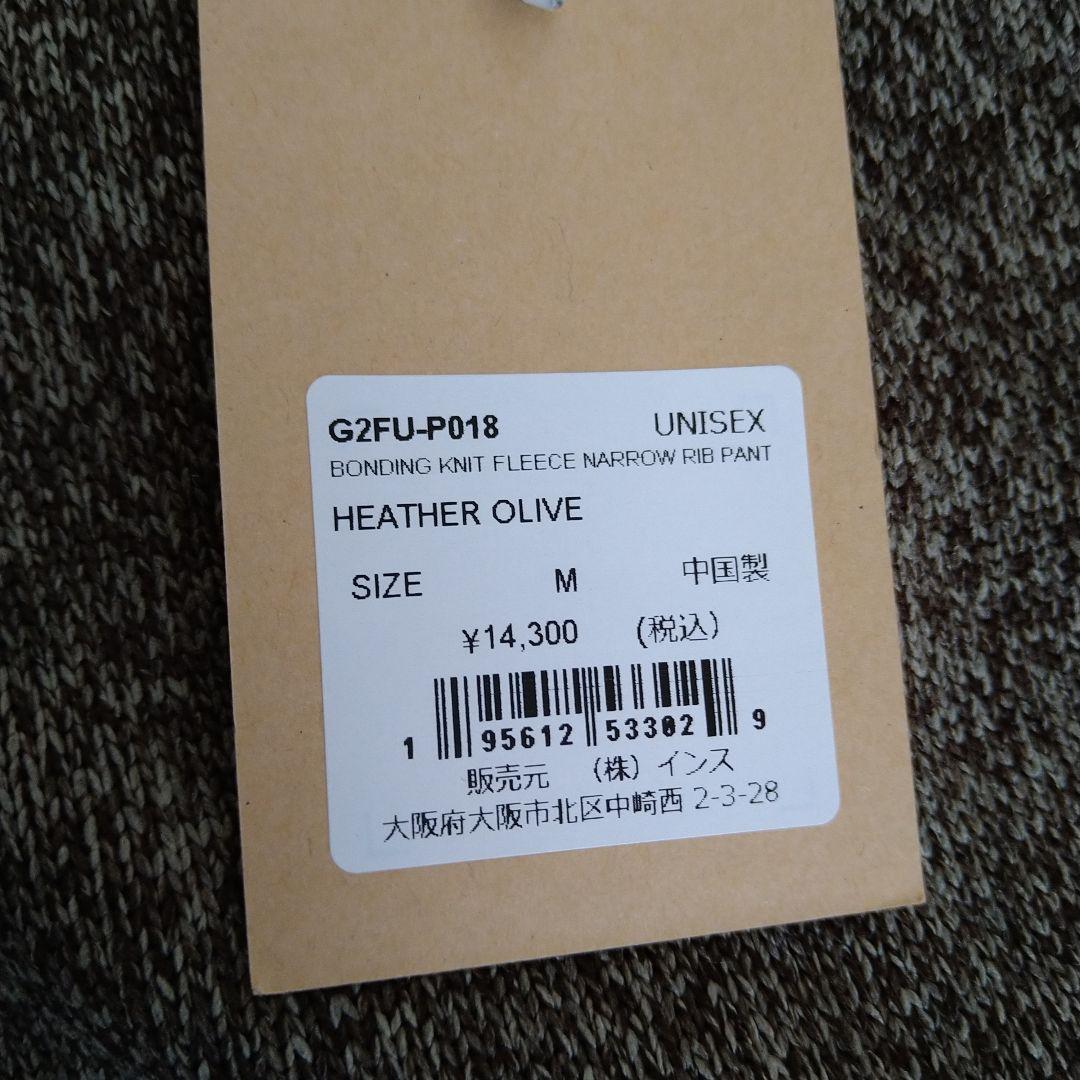 G2FU-P018 UNISEX
BONDING KNIT FLEECE NARROW RIB PANT
HEATHER OLIVE
SIZE M 中国製
¥14,300 (税込)
1 95612 53302 9
販売元 (株) インス
大阪府大阪市北区中崎西 2-3-28